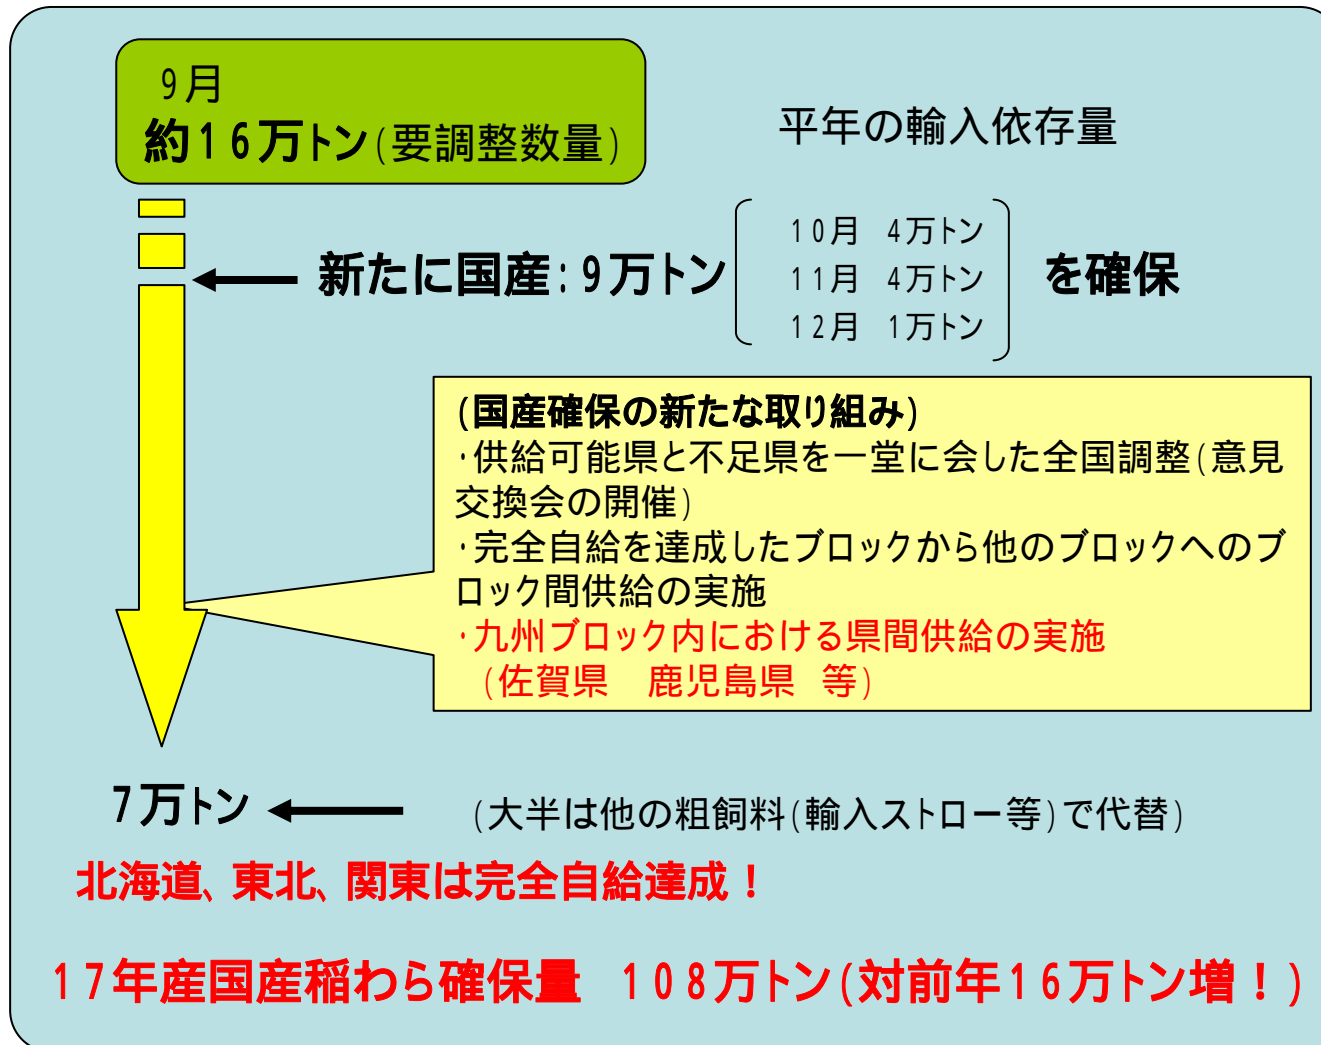 9月
約16万トン(要調整数量)
平年の輸入依存量
10月 4万トン
新たに国産:9万トン
11月 4万トン
を確保
12月 1万トン
(国産確保の新たな取り組み)
・供給可能県と不足県を一堂に会した全国調整(意見
交換会の開催)
・完全自給を達成したブロックから他のブロックへのブ
ロック間供給の実施
・九州ブロック内における県間供給の実施
(佐賀県 鹿児島県 等)
7万トン
(大半は他の粗飼料(輸入ストロー等)で代替)
北海道、東北、関東は完全自給達成!
17年産国産稲わら確保量 108万トン(対前年16万トン増!)